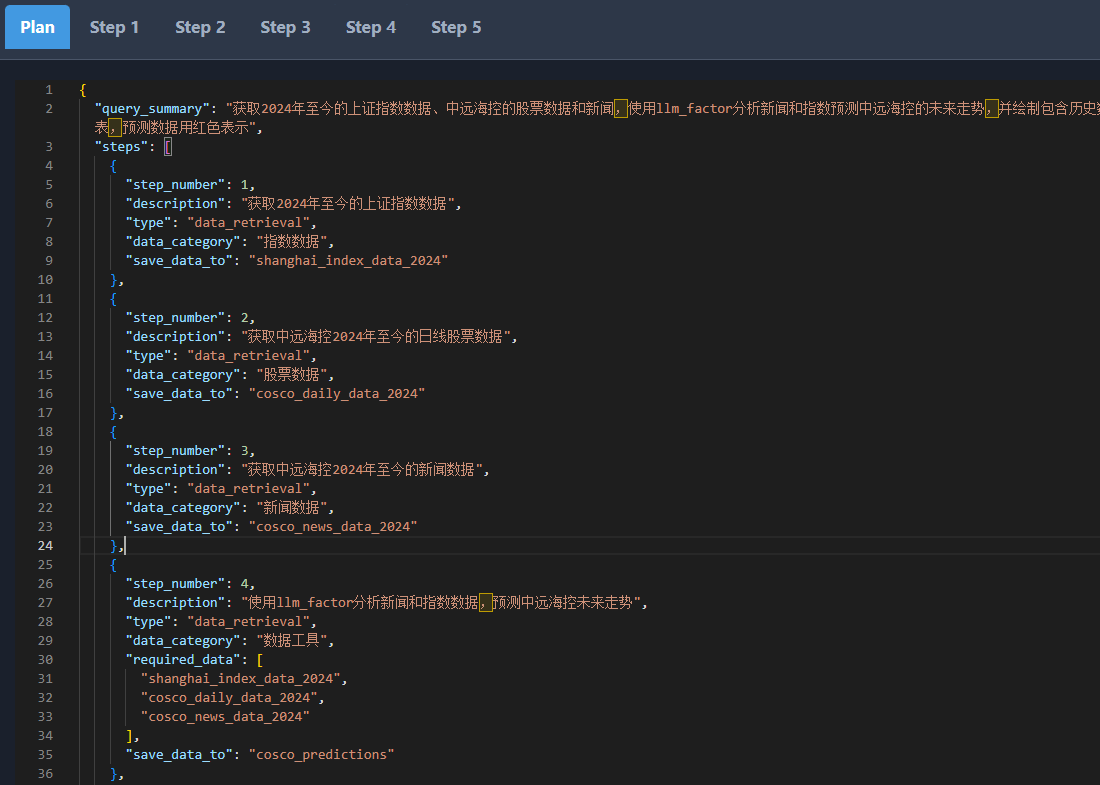 Plan Step 1 Step 2 Step 3 Step 4 Step 5
1 {
2 "query_summary": "获取2024年至今的上证指数数据、中远海控的股票数据和新闻，使用llm_factor分析新闻和指数预测中远海控的未来走势，并绘制包含历史
表，预测数据用红色表示",
3 "steps": [
4 {
5 "step_number": 1,
6 "description": "获取2024年至今的上证指数数据",
7 "type": "data_retrieval",
8 "data_category": "指数数据",
9 "save_data_to": "shanghai_index_data_2024"
10 },
11 {
12 "step_number": 2,
13 "description": "获取中远海控2024年至今的日线股票数据",
14 "type": "data_retrieval",
15 "data_category": "股票数据",
16 "save_data_to": "cosco_daily_data_2024"
17 },
18 {
19 "step_number": 3,
20 "description": "获取中远海控2024年至今的新闻数据",
21 "type": "data_retrieval",
22 "data_category": "新闻数据",
23 "save_data_to": "cosco_news_data_2024"
24 },
25 {
26 "step_number": 4,
27 "description": "使用llm_factor分析新闻和指数数据，预测中远海控未来走势",
28 "type": "data_retrieval",
29 "data_category": "数据工具",
30 "required_data": [
31 "shanghai_index_data_2024",
32 "cosco_daily_data_2024",
33 "cosco_news_data_2024"
34 ],
35 "save_data_to": "cosco_predictions"
36 },